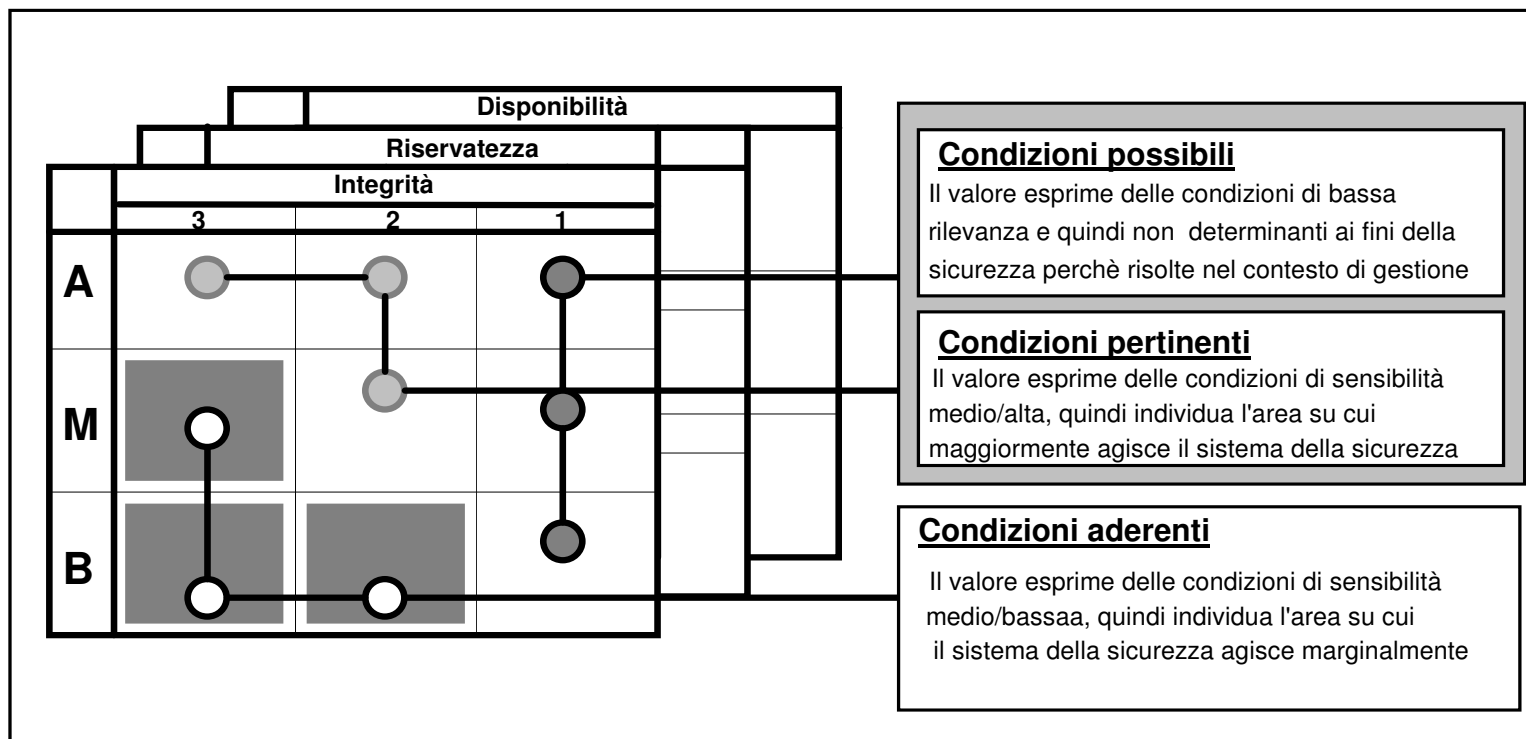 Disponibilità
Riservatezza
Integrità
3 2 1
A
M
B
Condizioni possibili
Il valore esprime delle condizioni di bassa
rilevanza e quindi non determinanti ai fini della
sicurezza perchè risolte nel contesto di gestione
Condizioni pertinenti
Il valore esprime delle condizioni di sensibilità
medio/alta, quindi individua l'area su cui
maggiormente agisce il sistema della sicurezza
Condizioni aderenti
Il valore esprime delle condizioni di sensibilità
medio/bassaa, quindi individua l'area su cui
il sistema della sicurezza agisce marginalmente